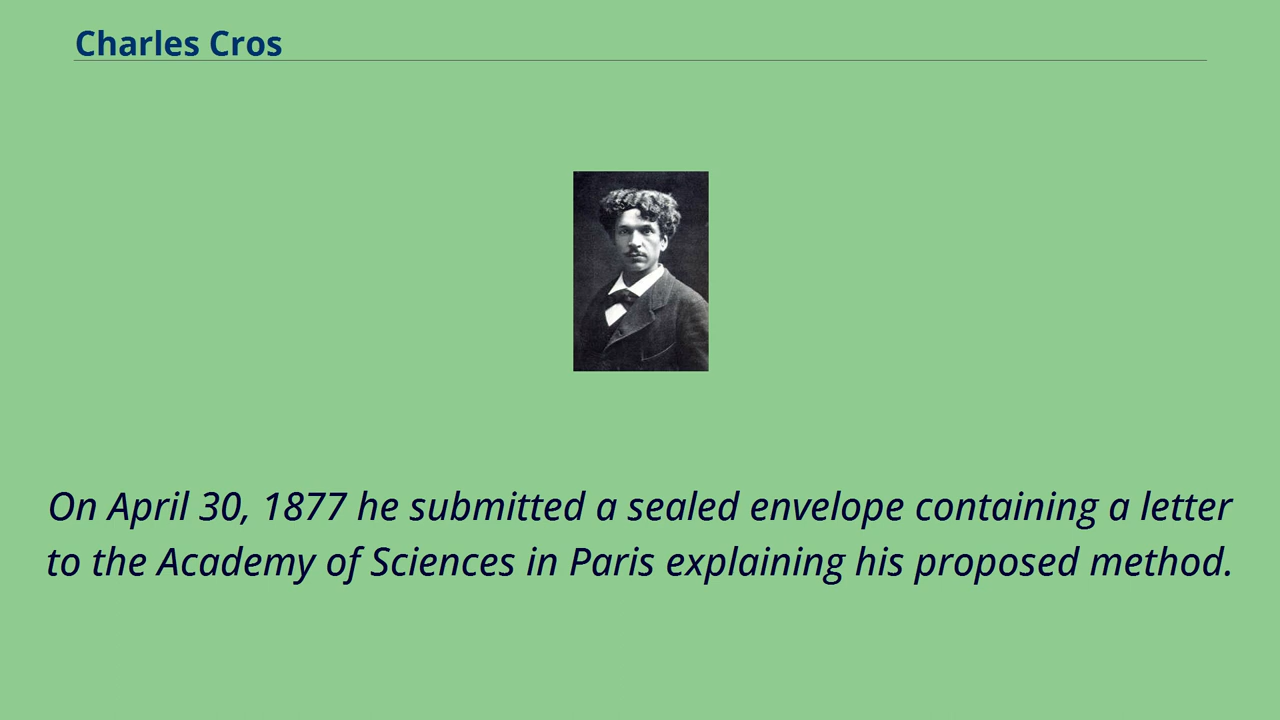 Charles Cros
On April 30, 1877 he submitted a sealed envelope containing a letter
to the Academy of Sciences in Paris explaining his proposed method.